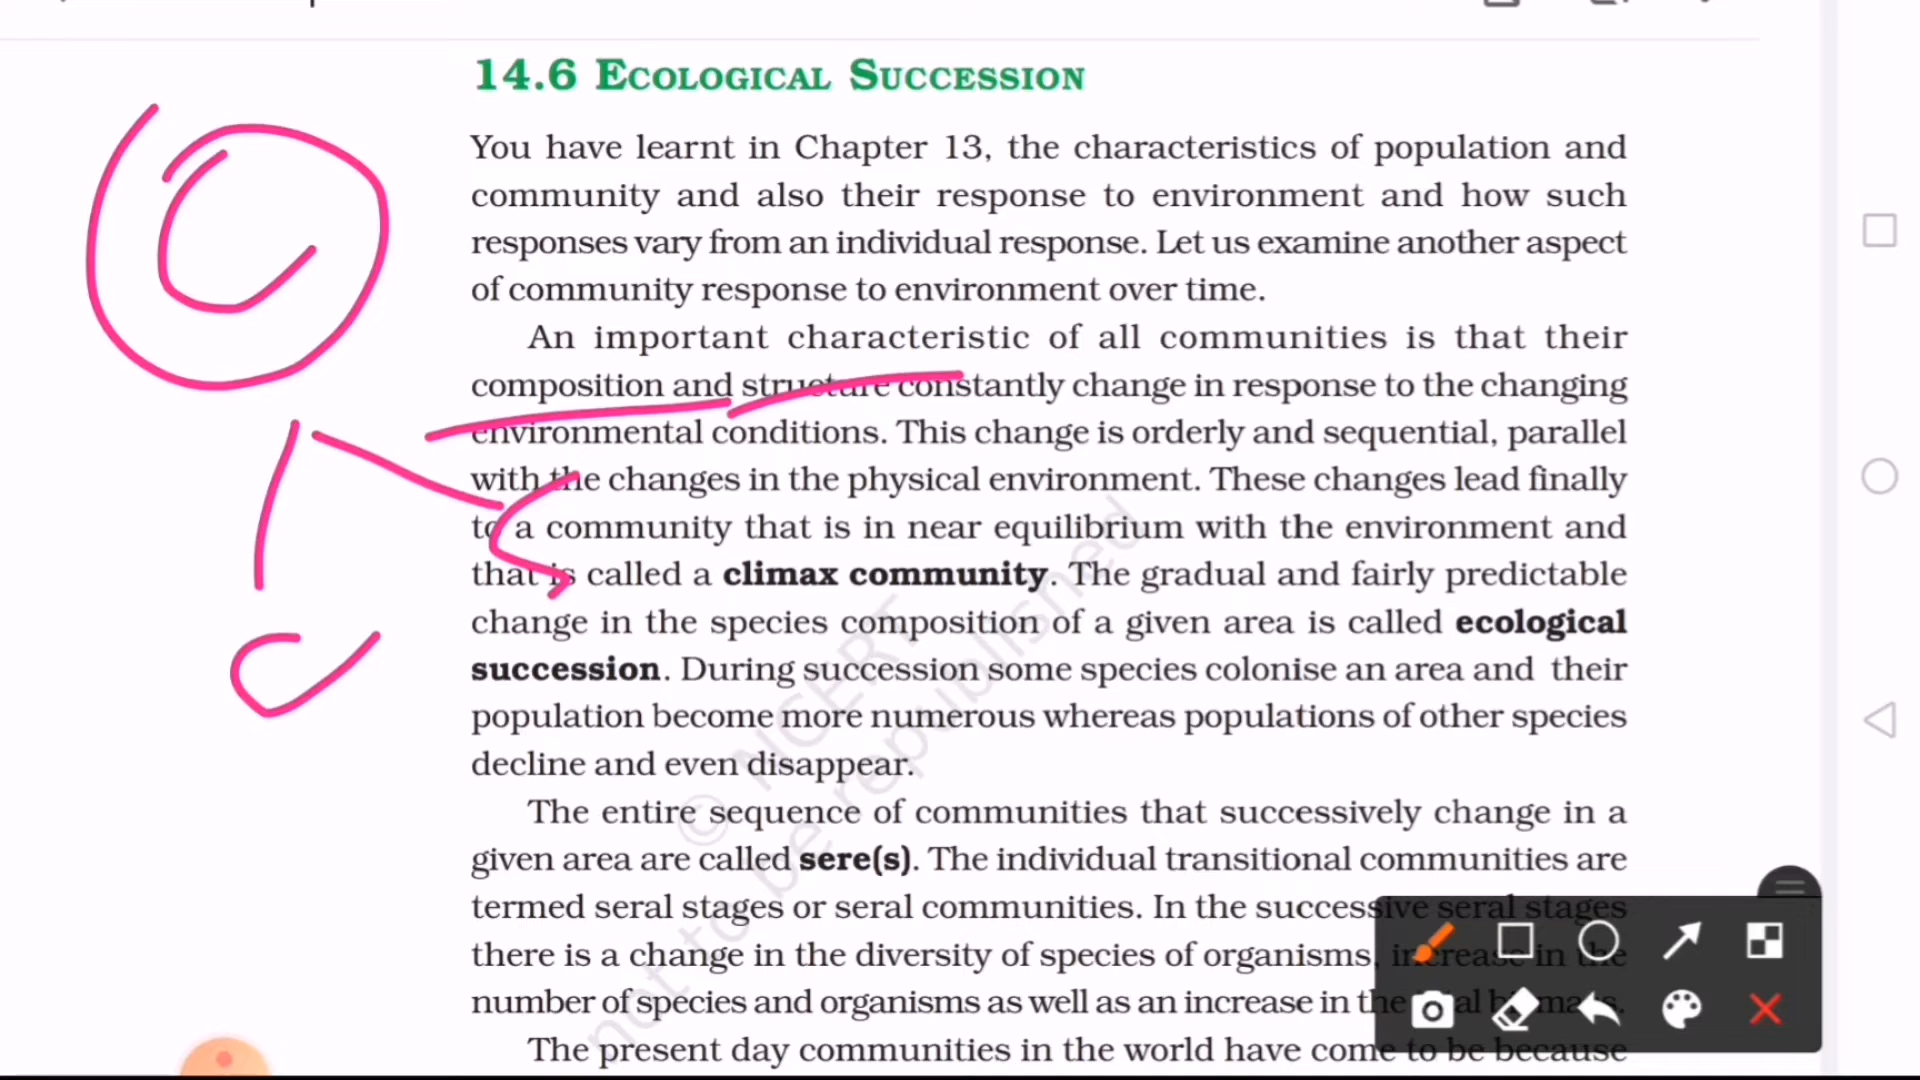 14.6 Ecological Succession
You have learnt in Chapter 13, the characteristics of population and
community and also their response to environment and how such
responses vary from an individual response. Let us examine another aspect
of community response to environment over time.
An important characteristic of all communities is that their
composition and structure constantly change in response to the changing
environmental conditions. This change is orderly and sequential, parallel
with the changes in the physical environment. These changes lead finally
to a community that is in near equilibrium with the environment and
that is called a climax community. The gradual and fairly predictable
change in the species composition of a given area is called ecological
succession. During succession some species colonise an area and their
population become more numerous whereas populations of other species
decline and even disappear.
The entire sequence of communities that successively change in a
given area are called sere(s). The individual transitional communities are
termed seral stages or seral communities. In the successive seral stages
there is a change in the diversity of species of organisms, increase in the
number of species and organisms as well as an increase in the total biomass.
The present day communities in the world have come to be because
© NCERT
not to be republished